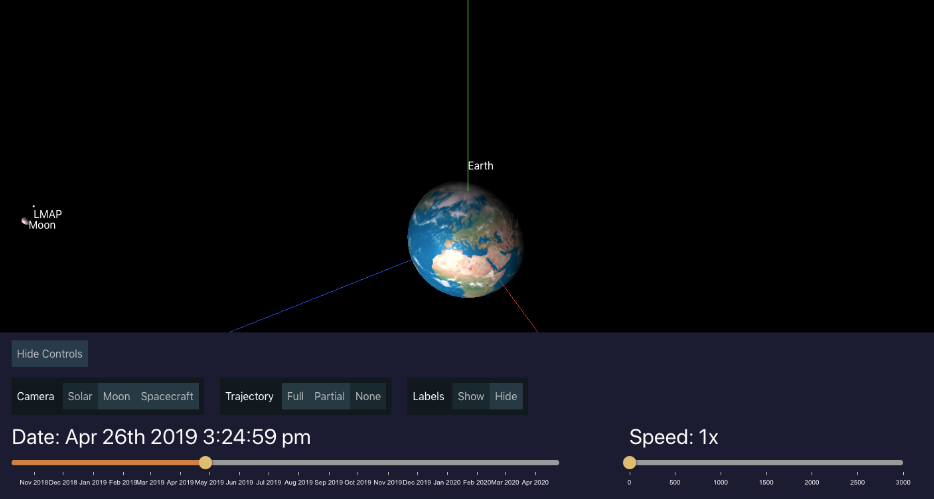 Earth
LMAP
Moon
Hide Controls
Camera Solar Moon Spacecraft Trajectory Full Partial None Labels Show Hide
Date: Apr 26th 2019 3:24:59 pm Speed: 1x
Nov 2018 Dec 2018 Jan 2019 Feb 2019 Mar 2019 Apr 2019 May 2019 Jun 2019 Jul 2019 Aug 2019 Sep 2019 Oct 2019 Nov 2019 Dec 2019 Jan 2020 Feb 2020 Mar 2020 Apr 2020 0 500 1000 1500 2000 2500 3000